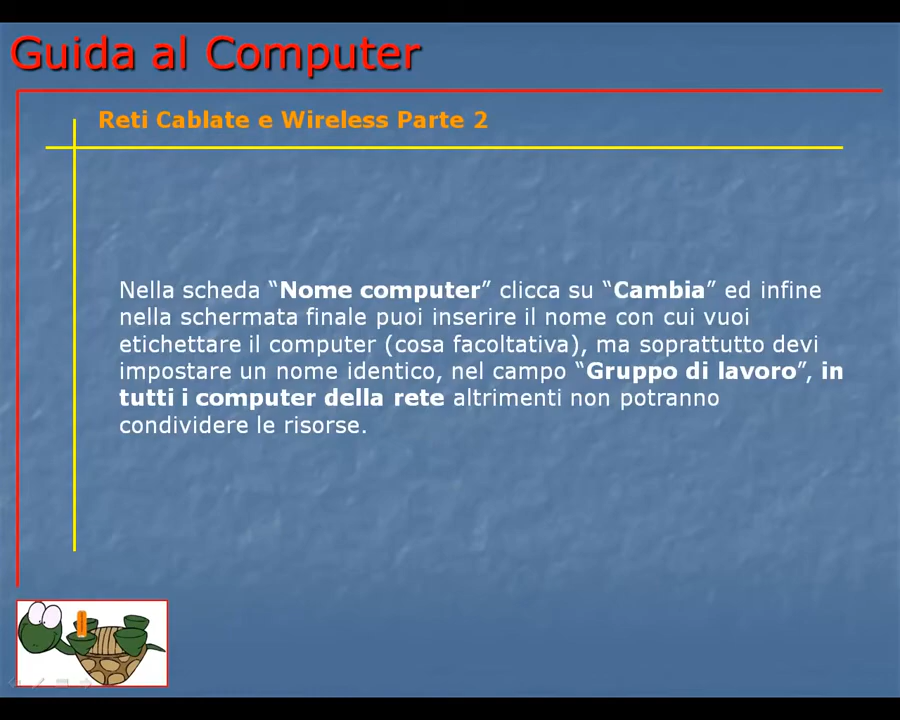 Guida al Computer
Reti Cablate e Wireless Parte 2
Nella scheda “Nome computer” clicca su “Cambia” ed infine
nella schermata finale puoi inserire il nome con cui vuoi
etichettare il computer (cosa facoltativa), ma soprattutto devi
impostare un nome identico, nel campo “Gruppo di lavoro”, in
tutti i computer della rete altrimenti non potranno
condividere le risorse.